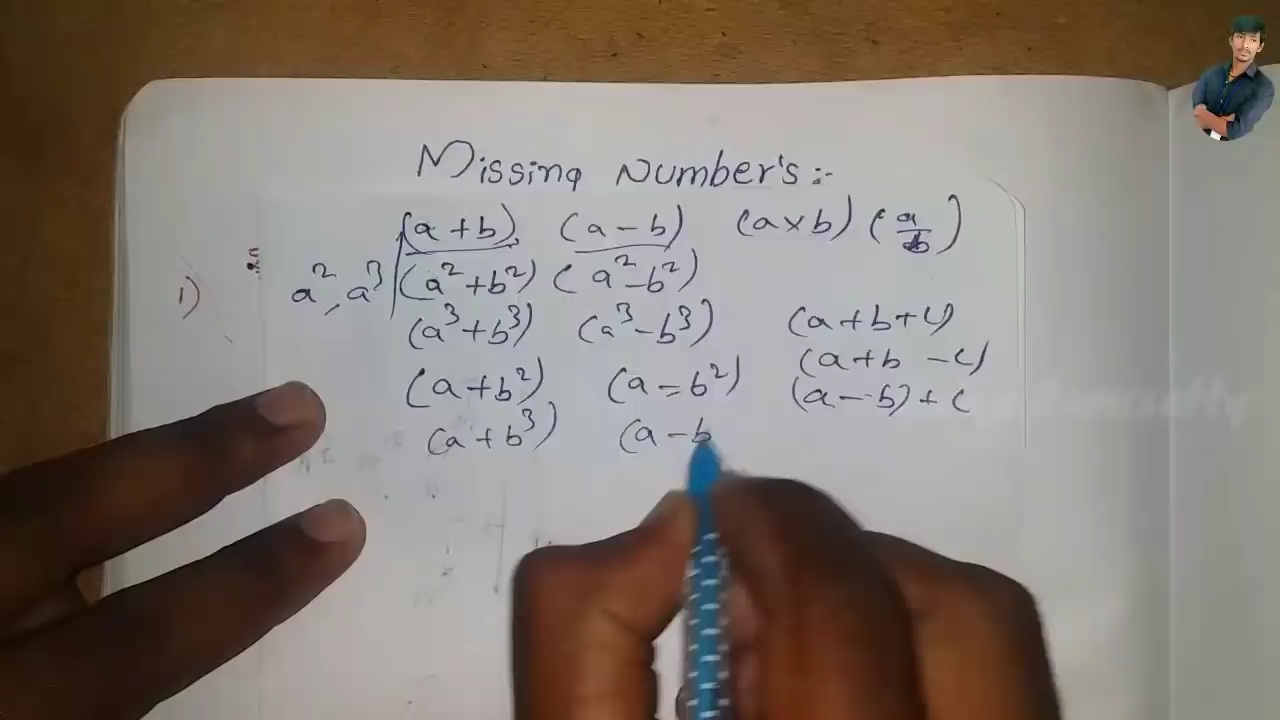 Missing Number's :-
(a + b) (a - b) (a x b) (a/b)
1) a², a³ (a² + b²) (a² - b²)
(a³ + b³) (a³ - b³) (a + b + c)
(a + b - c)
(a + b²) (a = b²) (a - b) + c
(a + b³) (a - b